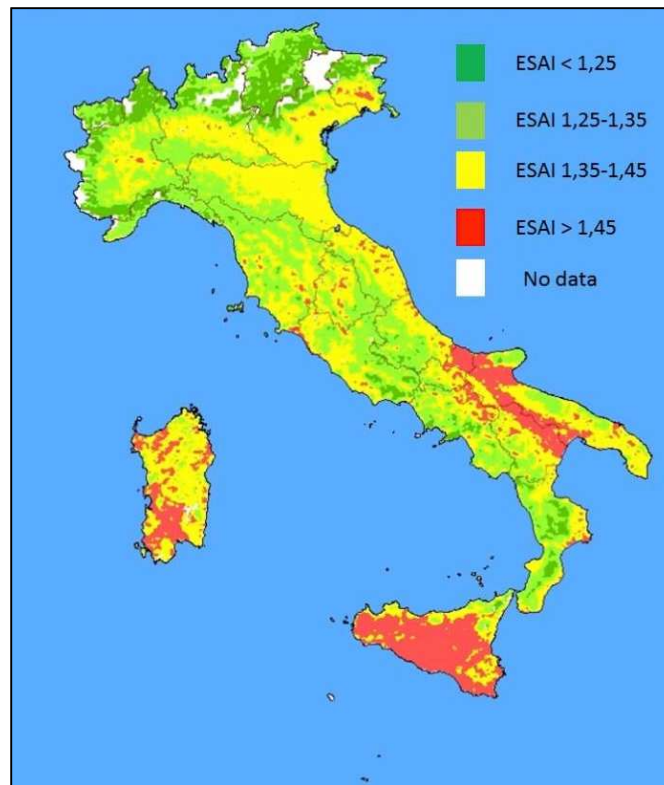 ESAI < 1,25
ESAI 1,25-1,35
ESAI 1,35-1,45
ESAI > 1,45
No data